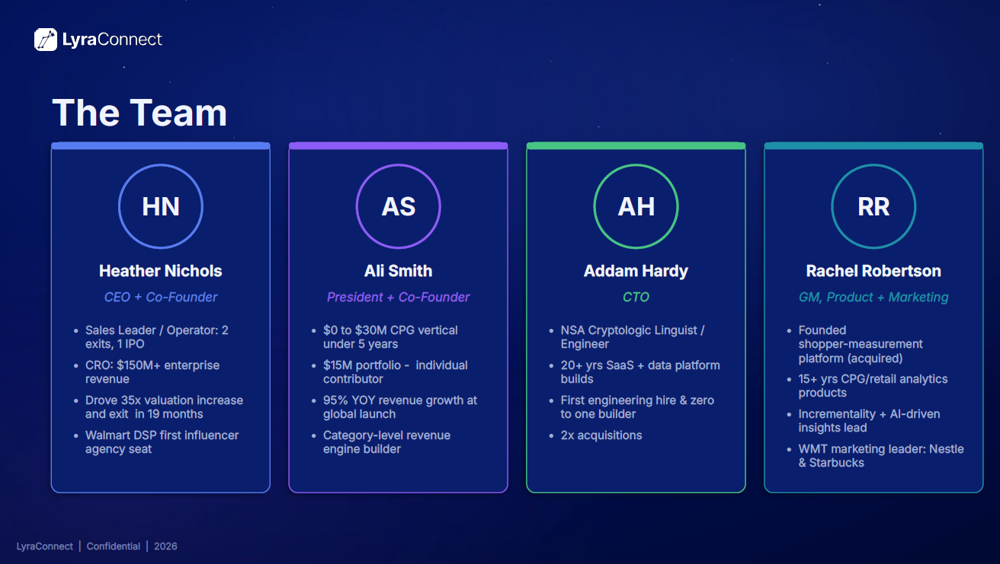 LyraConnect
The Team
HN
Heather Nichols
CEO + Co-Founder
• Sales Leader / Operator: 2
exits, 1 IPO
• CRO: $150M+ enterprise
revenue
• Drove 35x valuation increase
and exit  in 19 months
• Walmart DSP first influencer
agency seat
AS
Ali Smith
President + Co-Founder
• $0 to $30M CPG vertical
under 5 years
• $15M portfolio -  individual
contributor
• 95% YOY revenue growth at
global launch
• Category-level revenue
engine builder
AH
Addam Hardy
CTO
• NSA Cryptologic Linguist /
Engineer
• 20+ yrs SaaS + data platform
builds
• First engineering hire & zero
to one builder
• 2x acquisitions
RR
Rachel Robertson
GM, Product + Marketing
• Founded
shopper-measurement
platform (acquired)
• 15+ yrs CPG/retail analytics
products
• Incrementality + AI-driven
insights lead
• WMT marketing leader: Nestle
& Starbucks
LyraConnect | Confidential | 2026